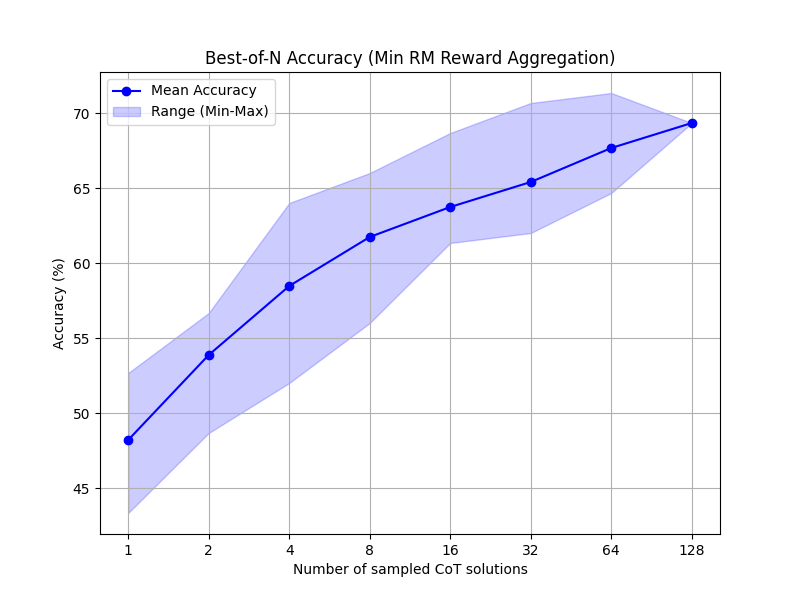 Best-of-N Accuracy (Min RM Reward Aggregation)
Mean Accuracy
Range (Min-Max)
Accuracy (%)
70
65
60
55
50
45
1 2 4 8 16 32 64 128
Number of sampled CoT solutions